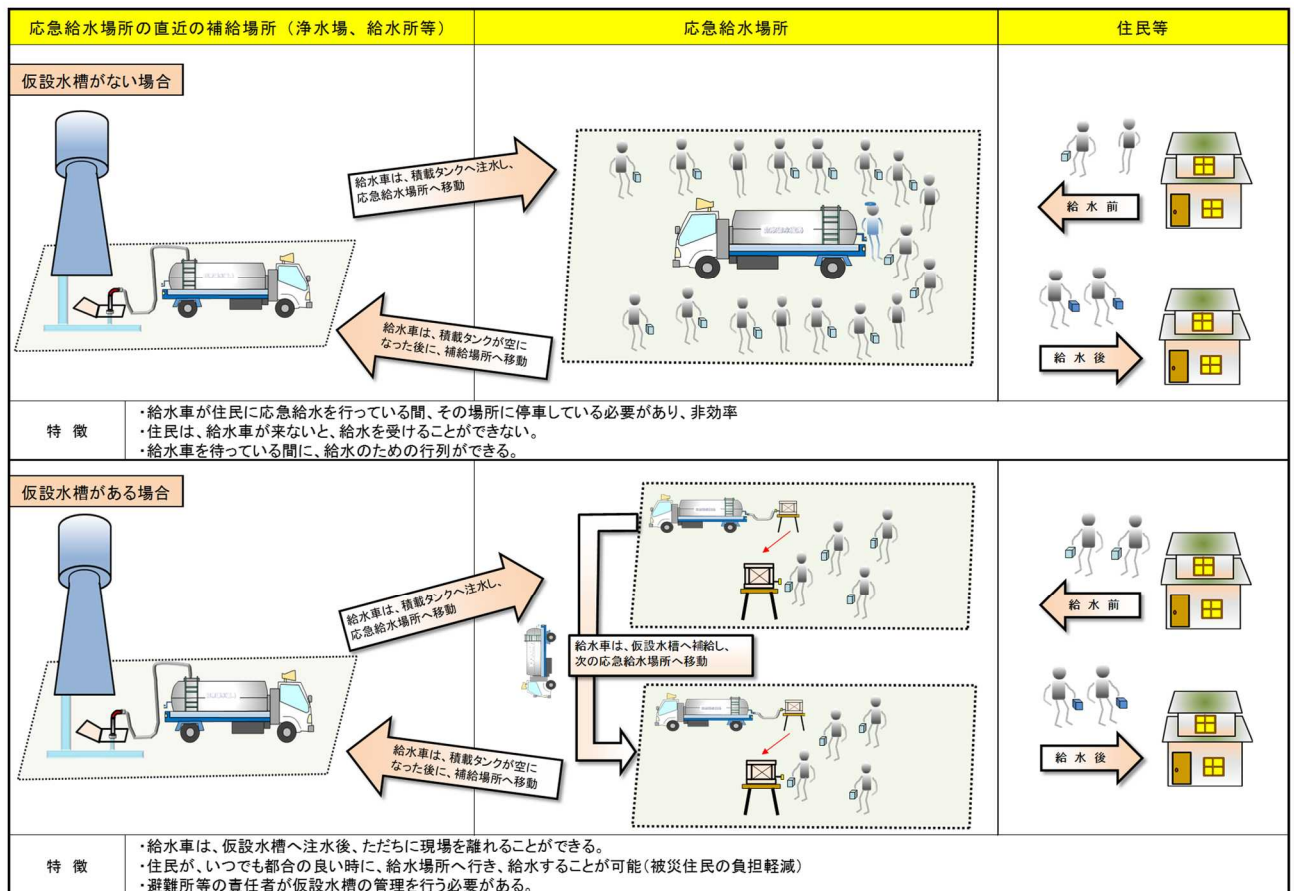 応急給水場所の直近の補給場所（浄水場、給水所等）
応急給水場所
住民等
仮設水槽がない場合
給水車は、積載タンクへ注水し、
応急給水場所へ移動
給水車は、積載タンクが空に
なった後に、補給場所へ移動
給 水 前
給 水 後
特 徴
・給水車が住民に応急給水を行っている間、その場所に停車している必要があり、非効率
・住民は、給水車が来ないと、給水を受けることができない。
・給水車を待っている間に、給水のための行列ができる。
仮設水槽がある場合
給水車は、積載タンクへ注水し、
応急給水場所へ移動
給水車は、仮設水槽へ補給し、
次の応急給水場所へ移動
給水車は、積載タンクが空に
なった後に、補給場所へ移動
給 水 前
給 水 後
特 徴
・給水車は、仮設水槽へ注水後、ただちに現場を離れることができる。
・住民が、いつでも都合の良い時に、給水場所へ行き、給水することが可能（被災住民の負担軽減）
・避難所等の責任者が仮設水槽の管理を行う必要がある。